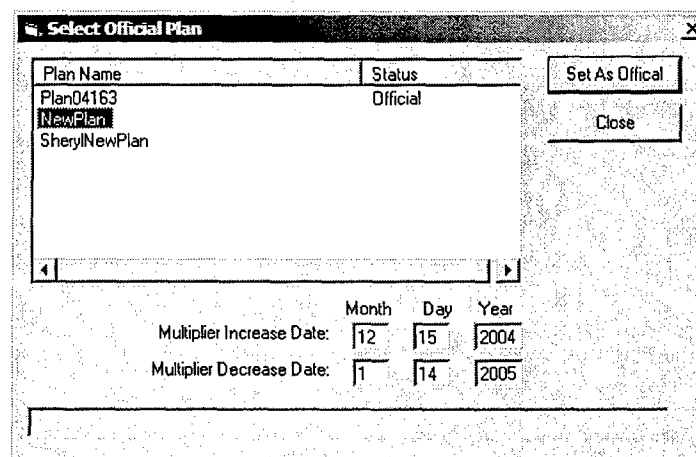 Select Official Plan
Plan Name Status
Set As Offical
Plan04163 Official
NewPlan
Close
SherylNewPlan
Month Day Year
Multiplier Increase Date: 12 15 2004
Multiplier Decrease Date: 1 14 2005